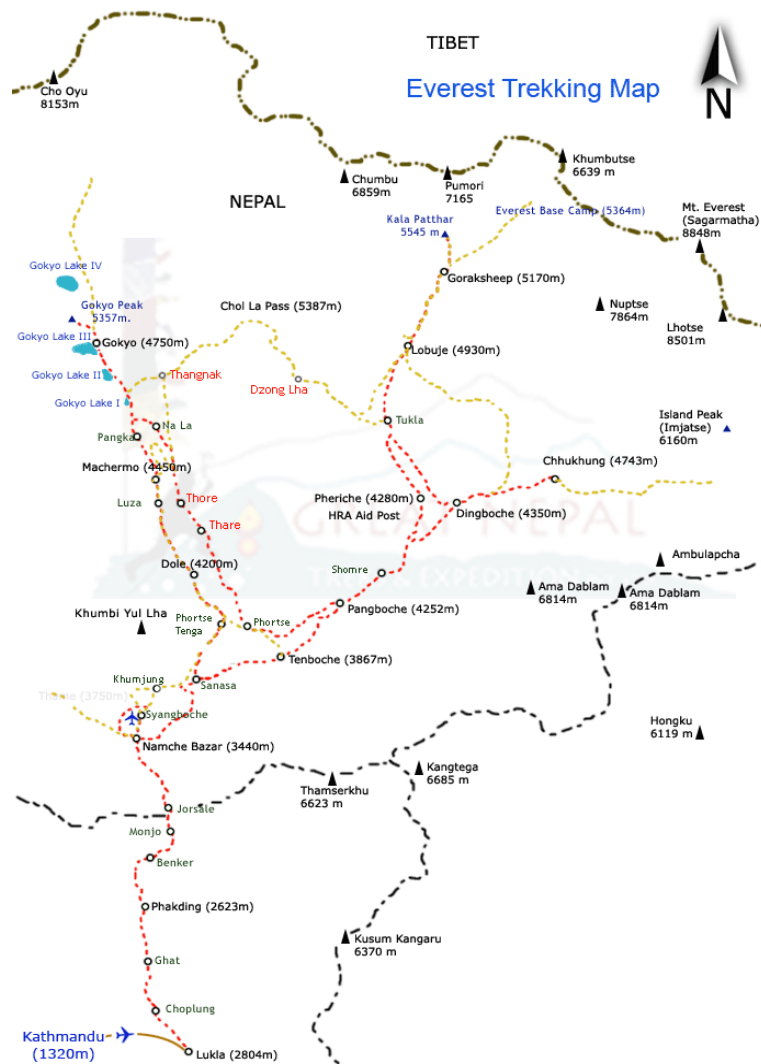 TIBET
Everest Trekking Map
N
Cho Oyu
8153m
Khumbutse
6639 m
Chumbu
6859m
Pumori
7165
NEPAL
Mt. Everest
(Sagarmatha)
8848m
Kala Patthar
5545 m
Everest Base Camp (5364m)
Gokyo Lake IV
Goraksheep (5170m)
Gokyo Peak
5357m.
Chol La Pass (5387m)
Nuptse
7864m
Lhotse
8501m
Gokyo Lake III
Gokyo (4750m)
Lobuje (4930m)
Gokyo Lake II
Thangnak
Dzong Lha
Gokyo Lake I
Tukla
Island Peak
(Imjatse)
6160m
Na La
Pangka
Machermo (4450m)
Chhukhung (4743m)
Luza
Thore
Pheriche (4280m)
HRA Aid Post
Dingboche (4350m)
GREAT NEPAL
Thare
Ambulapcha
Dole (4200m)
Shomre
TREKS & EXPEDITION
Ama Dablam
6814m
Ama Dablam
6814m
Khumbi Yul Lha
Pangboche (4252m)
Phortse
Tenga
Phortse
Tenboche (3867m)
Khumjung
Sanasa
Thame (3750m)
Syangboche
Hongku
6119 m
Namche Bazar (3440m)
Kangtega
6685 m
Thamserkhu
6623 m
Jorsale
Monjo
Benker
Phakding (2623m)
Kusum Kangaru
6370 m
Ghat
Choplung
Kathmandu
(1320m)
Lukla (2804m)